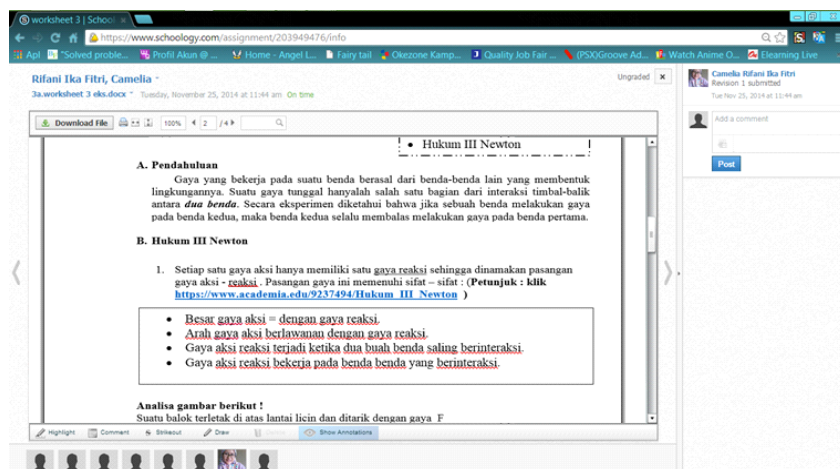 worksheet 3 | School
https://www.schoology.com/assignment/203949476/info
Apl "Solved proble... Profil Akun @ ... Home - Angel L... Fairy tail Okezone Kamp... Quality Job Fair ... (PSX)Groove Ad... Watch Anime O... Elearning Live
Rifani Ika Fitri, Camelia
3a.worksheet 3 eks.docx Tuesday, November 25, 2014 at 11:44 am On time
Ungraded
Download File 100% 2 / 4
• Hukum III Newton
A. Pendahuluan
Gaya yang bekerja pada suatu benda berasal dari benda-benda lain yang membentuk
lingkungannya. Suatu gaya tunggal hanyalah salah satu bagian dari interaksi timbal-balik
antara dua benda. Secara eksperimen diketahui bahwa jika sebuah benda melakukan gaya
pada benda kedua, maka benda kedua selalu membalas melakukan gaya pada benda pertama.
B. Hukum III Newton
1. Setiap satu gaya aksi hanya memiliki satu gaya reaksi sehingga dinamakan pasangan
gaya aksi - reaksi . Pasangan gaya ini memenuhi sifat – sifat : (Petunjuk : klik
https://www.academia.edu/9237494/Hukum_III_Newton )
• Besar gaya aksi = dengan gaya reaksi.
• Arah gaya aksi berlawanan dengan gaya reaksi.
• Gaya aksi reaksi terjadi ketika dua buah benda saling berinteraksi.
• Gaya aksi reaksi bekerja pada benda benda yang berinteraksi.
Analisa gambar berikut !
Suatu balok terletak di atas lantai licin dan ditarik dengan gaya F
Highlight Comment Strikeout Draw Show Annotations
Camelia Rifani Ika Fitri
Revision 1 submitted
Tue Nov 25, 2014 at 11:44 am
Add a comment
Post